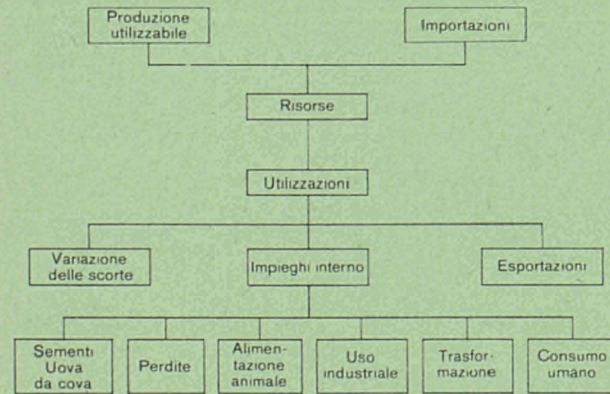 Produzione
utilizzabile
Importazioni
Risorse
Utilizzazioni
Variazione
delle scorte
Impieghi interno
Esportazioni
Sementi
Uova
da cova
Perdite
Alimen-
tazione
animale
Uso
industriale
Trasfor-
mazione
Consumo
umano